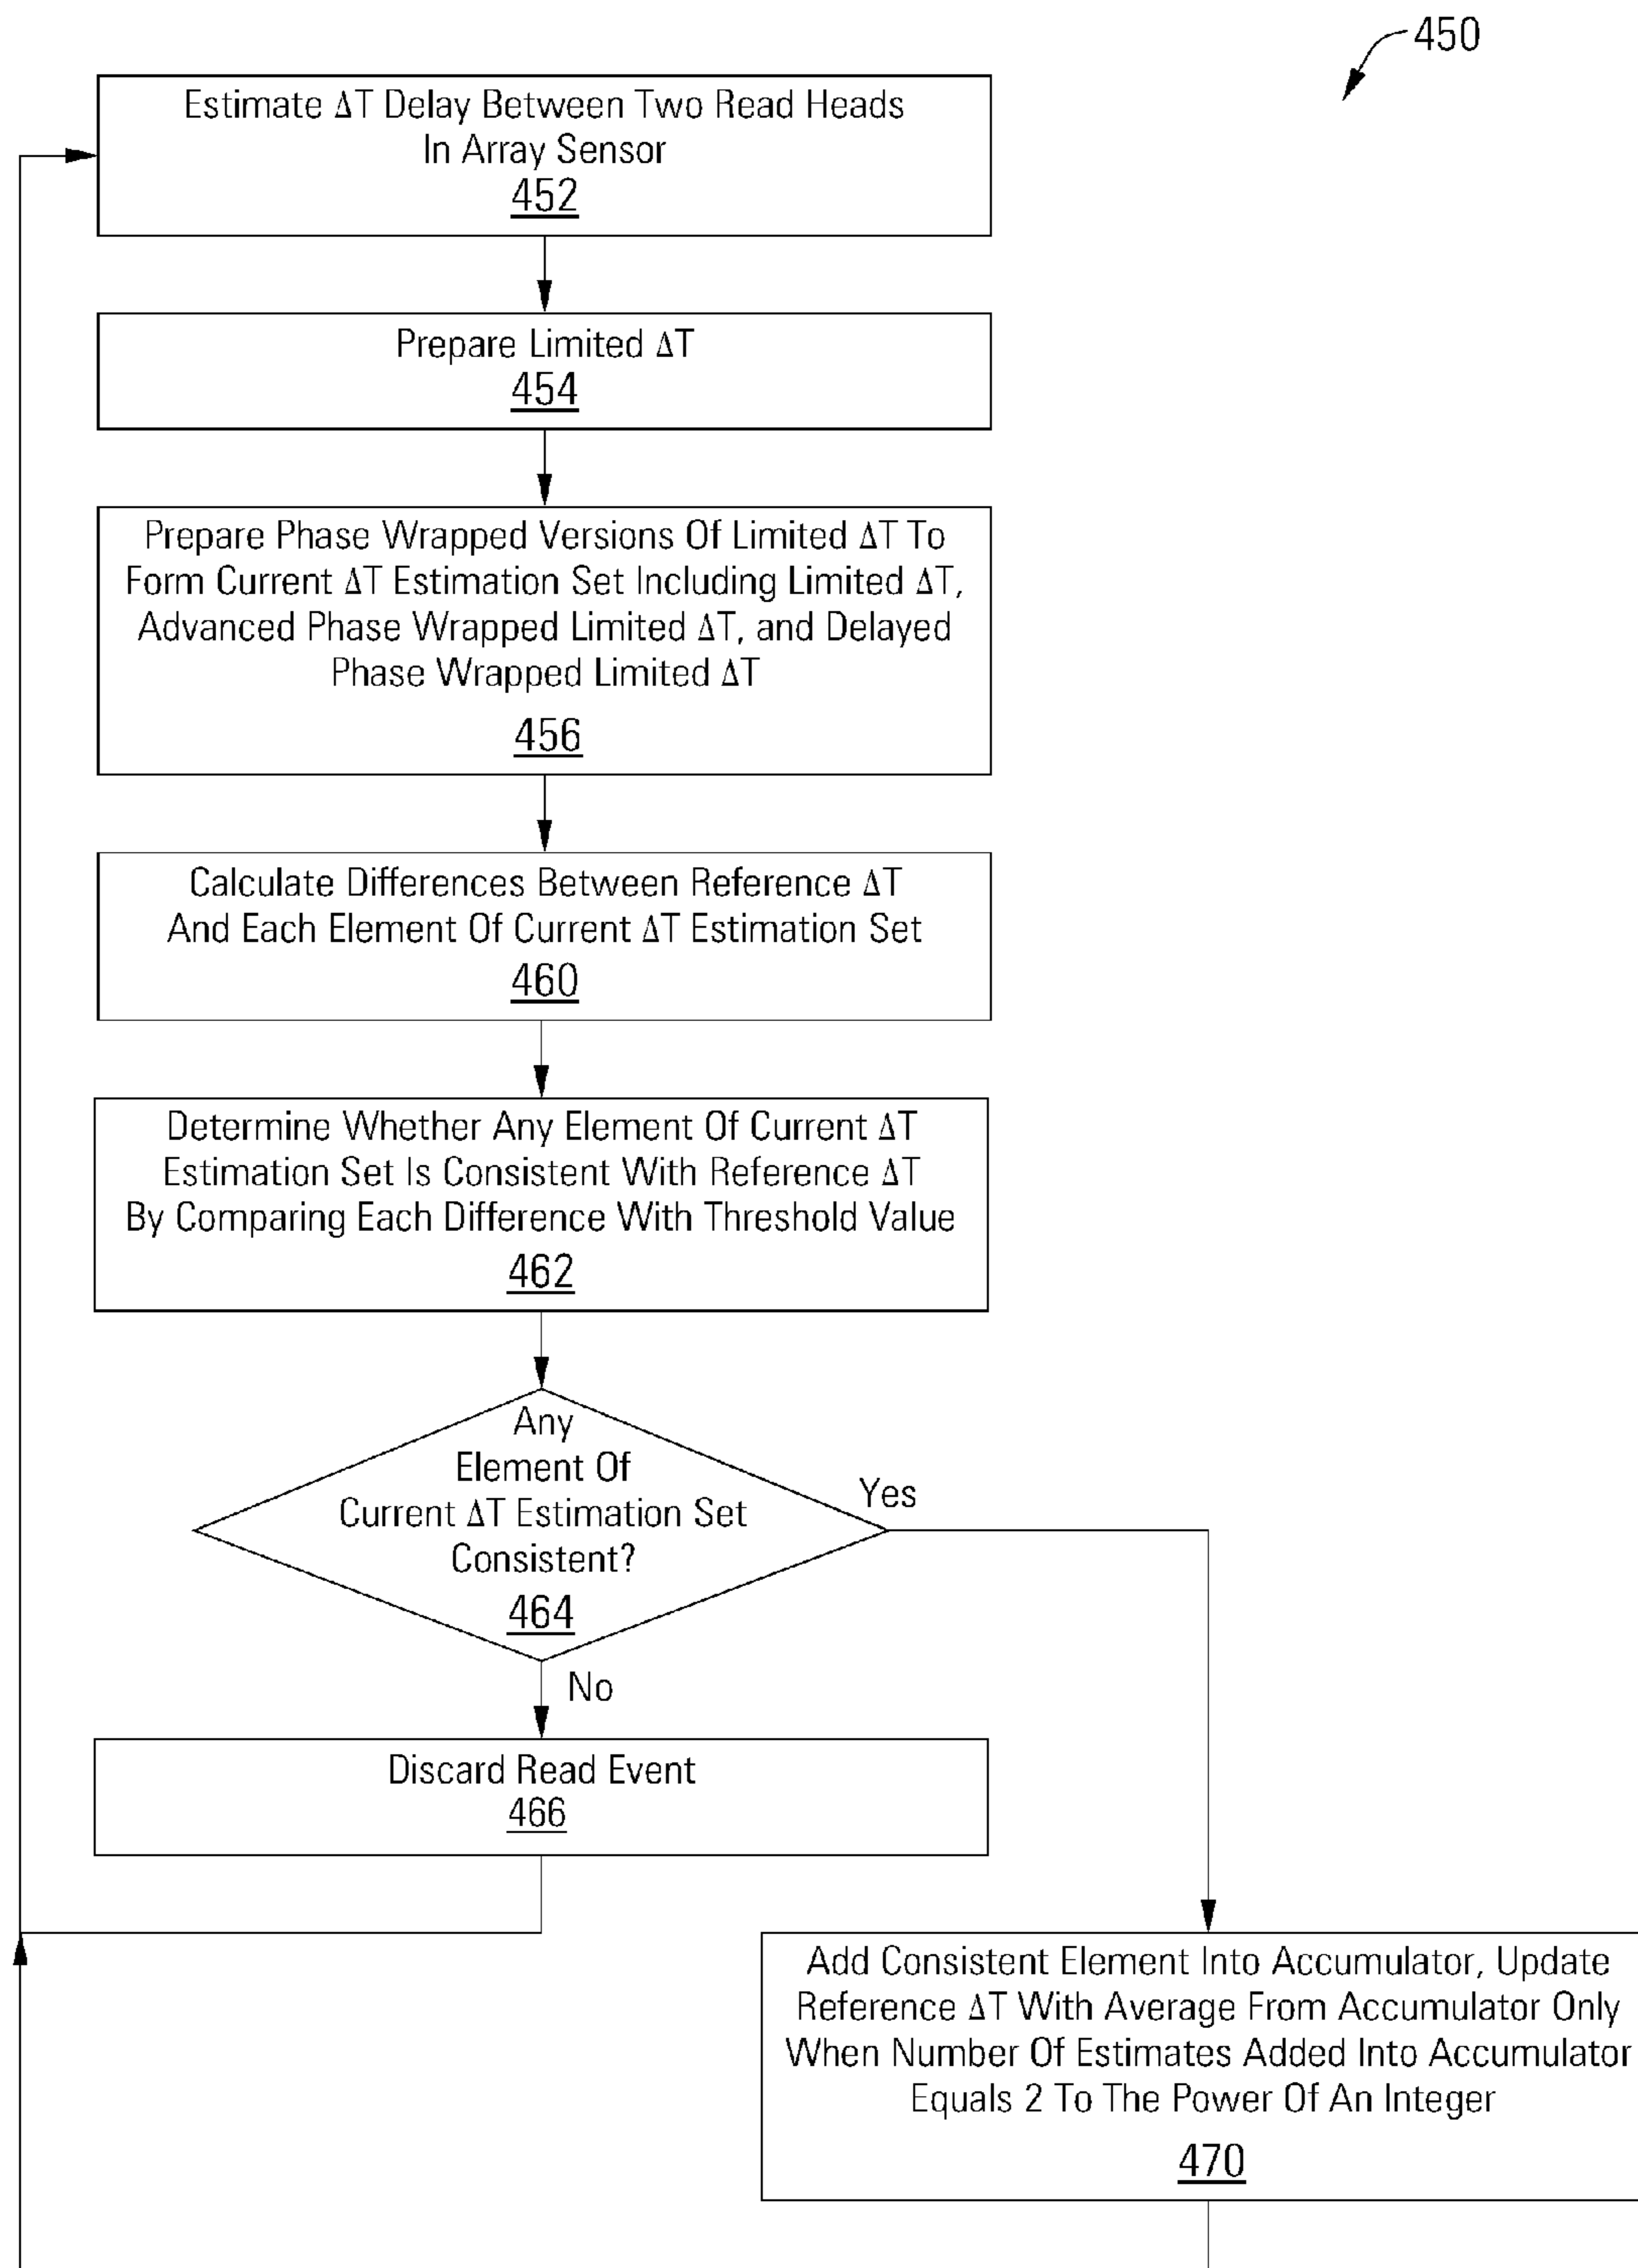 450
Estimate ΔT Delay Between Two Read Heads
In Array Sensor
452
Prepare Limited ΔT
454
Prepare Phase Wrapped Versions Of Limited ΔT To
Form Current ΔT Estimation Set Including Limited ΔT,
Advanced Phase Wrapped Limited ΔT, and Delayed
Phase Wrapped Limited ΔT
456
Calculate Differences Between Reference ΔT
And Each Element Of Current ΔT Estimation Set
460
Determine Whether Any Element Of Current ΔT
Estimation Set Is Consistent With Reference ΔT
By Comparing Each Difference With Threshold Value
462
Any
Element Of
Current ΔT Estimation Set
Consistent?
464
Yes
No
Discard Read Event
466
Add Consistent Element Into Accumulator, Update
Reference ΔT With Average From Accumulator Only
When Number Of Estimates Added Into Accumulator
Equals 2 To The Power Of An Integer
470